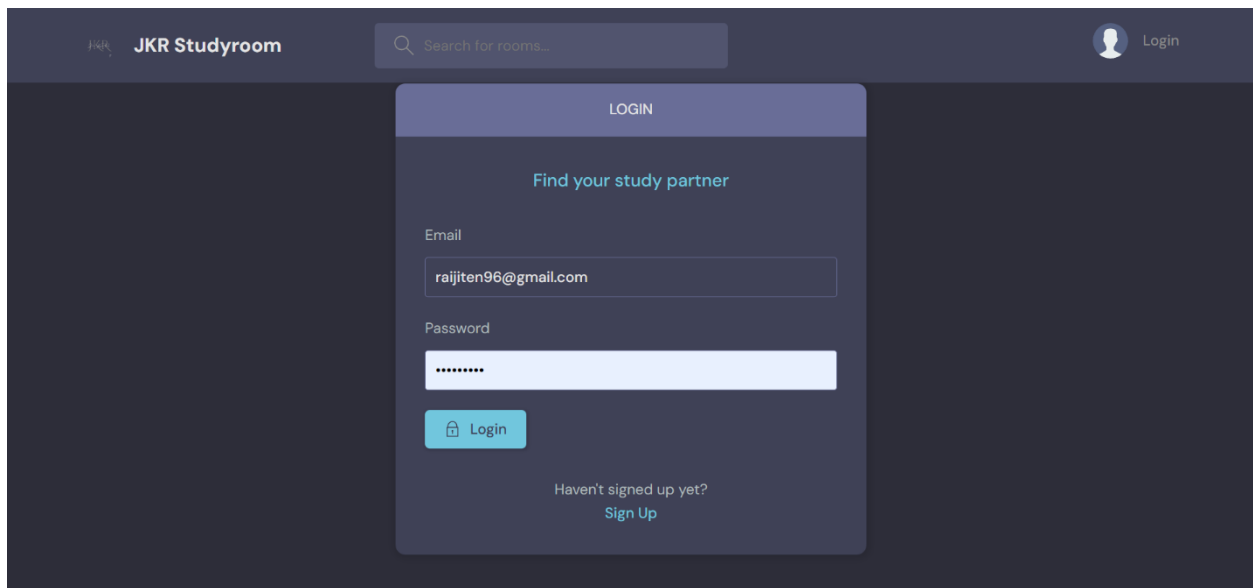 JKR Studyroom
Search for rooms...
Login
LOGIN
Find your study partner
Email
raijiten96@gmail.com
Password
•••••••••
Login
Haven't signed up yet?
Sign Up